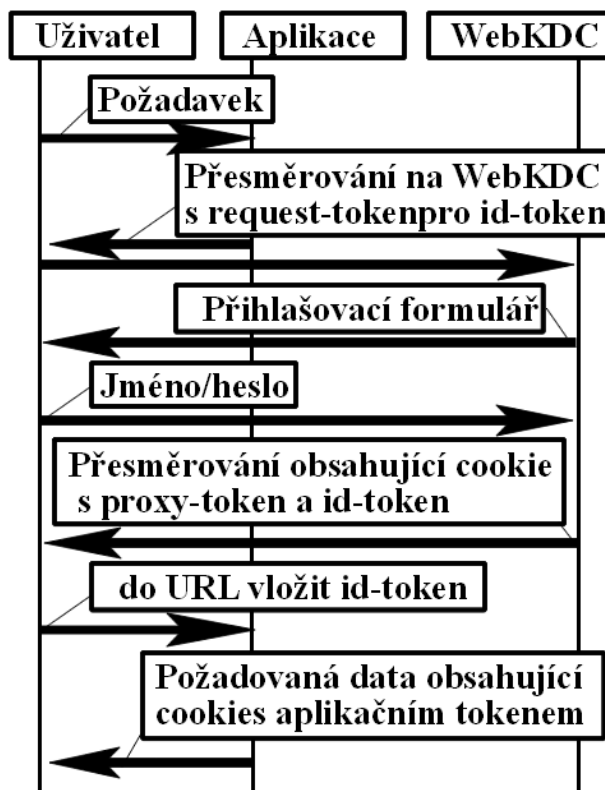 Uživatel Aplikace WebKDC
Požadavek
Přesměrování na WebKDC
s request-tokenpro id-token
Přihlašovací formulář
Jméno/heslo
Přesměrování obsahující cookie
s proxy-token a id-token
do URL vložit id-token
Požadovaná data obsahující
cookies aplikačním tokenem